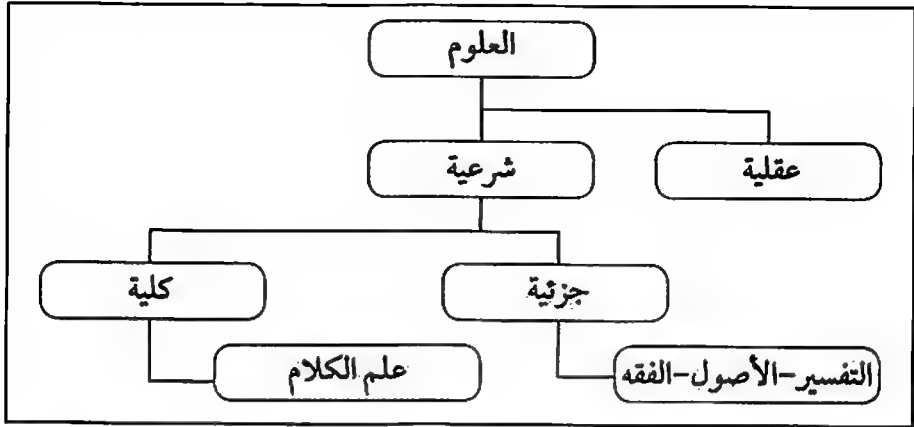 العلوم
عقلية
شرعية
جزئية
كلية
التفسير-الأصول-الفقه
علم الكلام